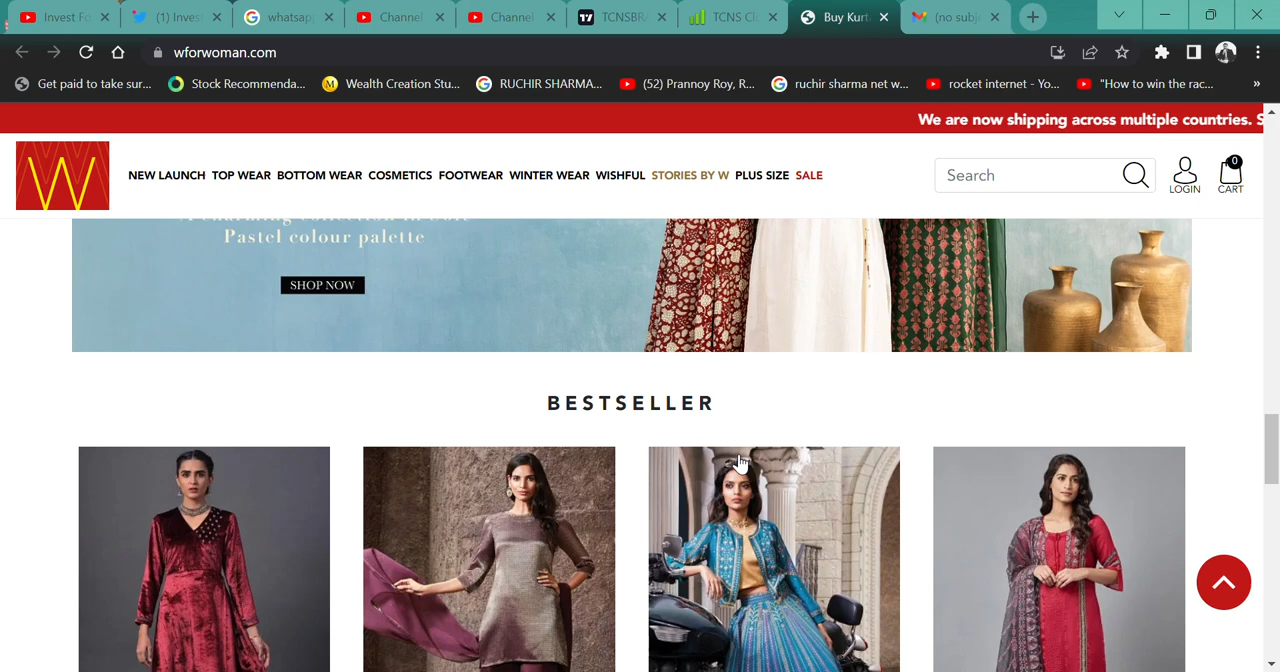 Invest Fo
(1) Invest
whatsapp
Channel
Channel
TCNSBRA
TCNS Cl
Buy Kurt
(no subj
wforwoman.com
Get paid to take sur...
Stock Recommenda...
Wealth Creation Stu...
RUCHIR SHARMA...
(52) Prannoy Roy, R...
ruchir sharma net w...
rocket internet - Yo...
"How to win the rac...
»
We are now shipping across multiple countries. S
W
NEW LAUNCH TOP WEAR BOTTOM WEAR COSMETICS FOOTWEAR WINTER WEAR WISHFUL STORIES BY W PLUS SIZE SALE
Search
LOGIN
0
CART
Pastel colour palette
SHOP NOW
BESTSELLER